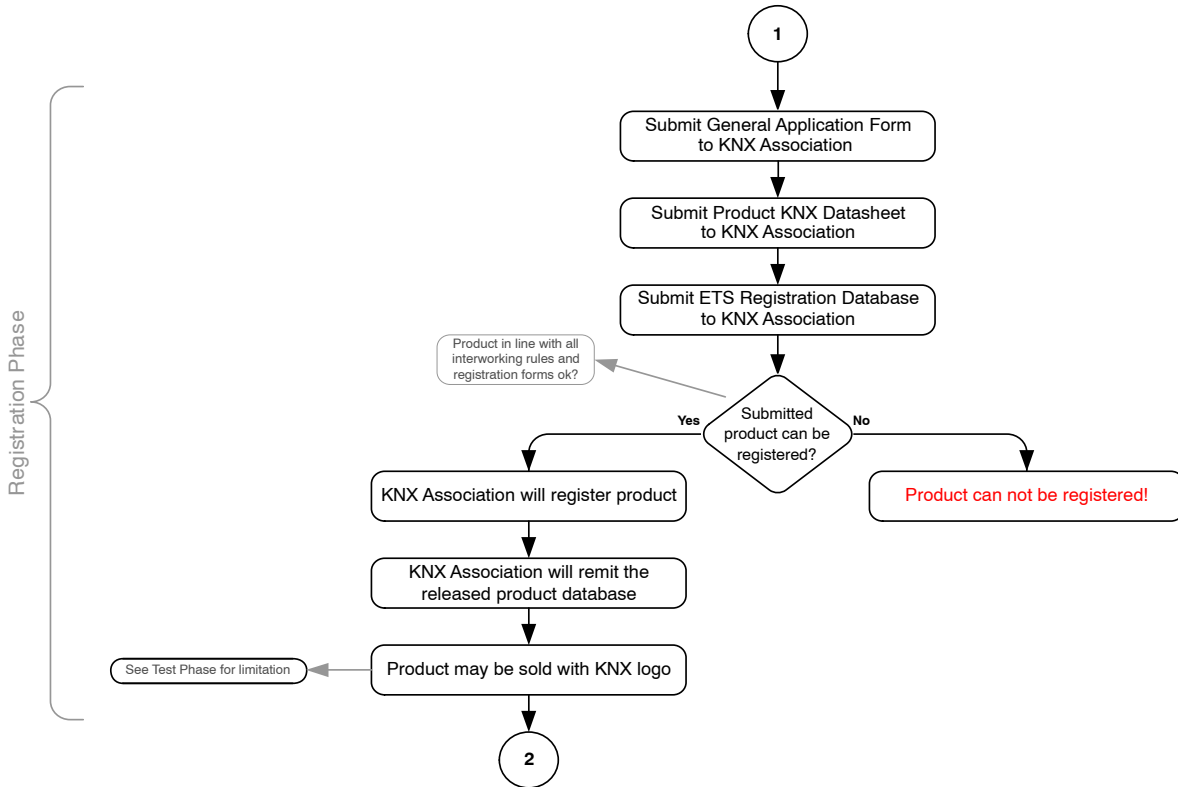 1
Submit General Application Form
to KNX Association
Submit Product KNX Datasheet
to KNX Association
Submit ETS Registration Database
to KNX Association
Product in line with all
interworking rules and
registration forms ok?
Submitted
product can be
registered?
Yes
No
KNX Association will register product
Product can not be registered!
KNX Association will remit the
released product database
Product may be sold with KNX logo
See Test Phase for limitation
2
Registration Phase